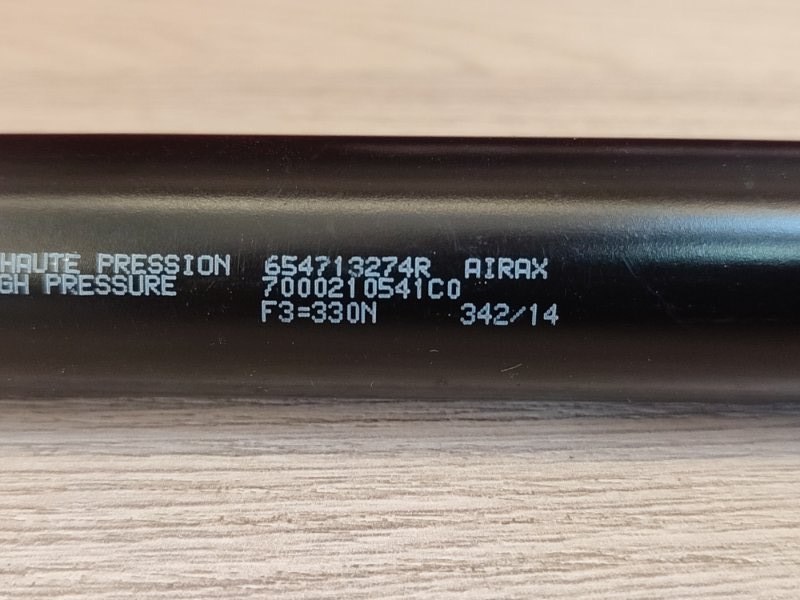 HAUTE PRESSION 654713274R AIRAX
GH PRESSURE 7000210541C0
F3=330N 342/14